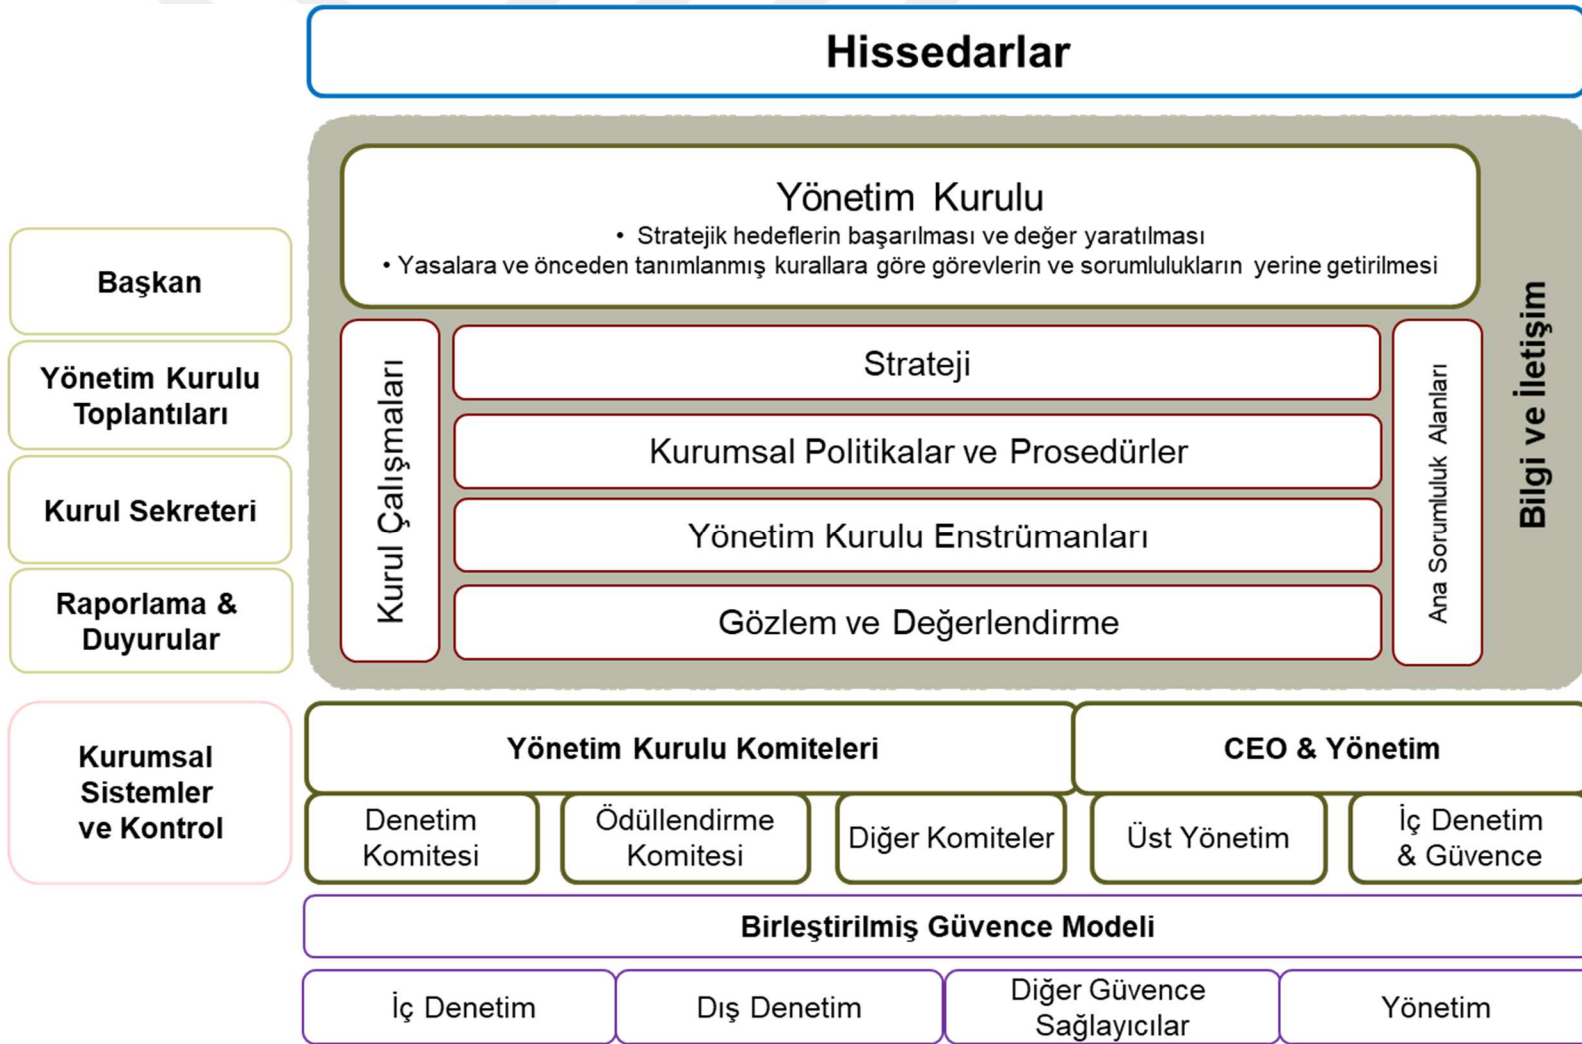 Hissedarlar
Yönetim Kurulu
• Stratejik hedeflerin başarılması ve değer yaratılması
• Yasalara ve önceden tanımlanmış kurallara göre görevlerin ve sorumlulukların yerine getirilmesi
Başkan
Yönetim Kurulu
Toplantıları
Kurul Sekreteri
Raporlama &
Duyurular
Kurul Çalışmaları
Strateji
Kurumsal Politikalar ve Prosedürler
Yönetim Kurulu Enstrümanları
Gözlem ve Değerlendirme
Ana Sorumluluk Alanları
Bilgi ve İletişim
Kurumsal
Sistemler
ve Kontrol
Yönetim Kurulu Komiteleri
CEO & Yönetim
Denetim
Komitesi
Ödüllendirme
Komitesi
Diğer Komiteler
Üst Yönetim
İç Denetim
& Güvence
Birleştirilmiş Güvence Modeli
İç Denetim
Dış Denetim
Diğer Güvence
Sağlayıcılar
Yönetim